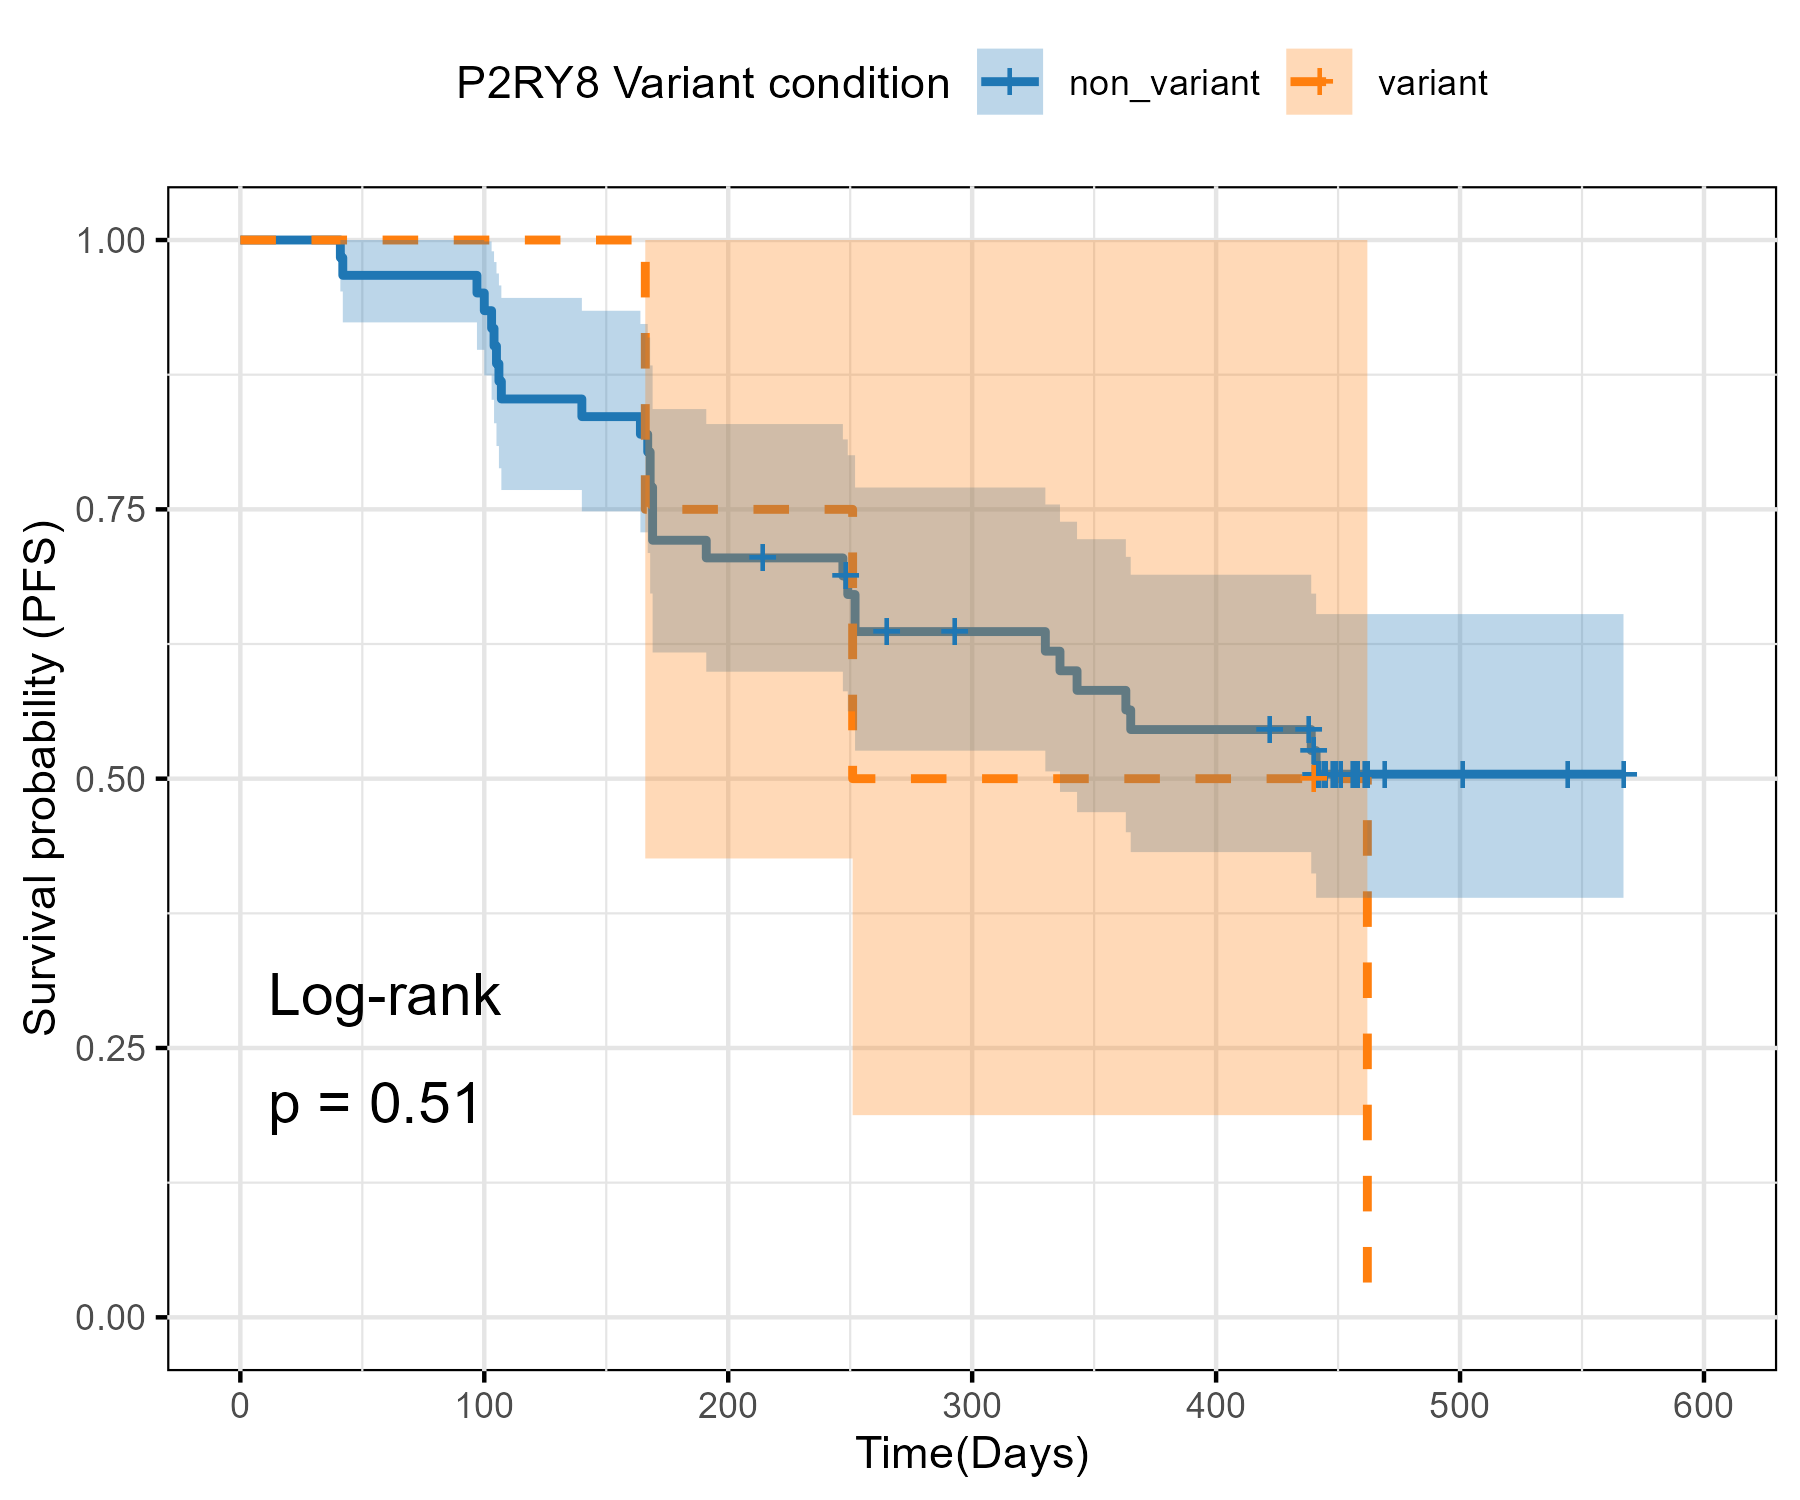 P2RY8 Variant condition non_variant variant
Survival probability (PFS)
1.00
0.75
0.50
0.25
0.00
Log-rank
p = 0.51
0 100 200 300 400 500 600
Time(Days)